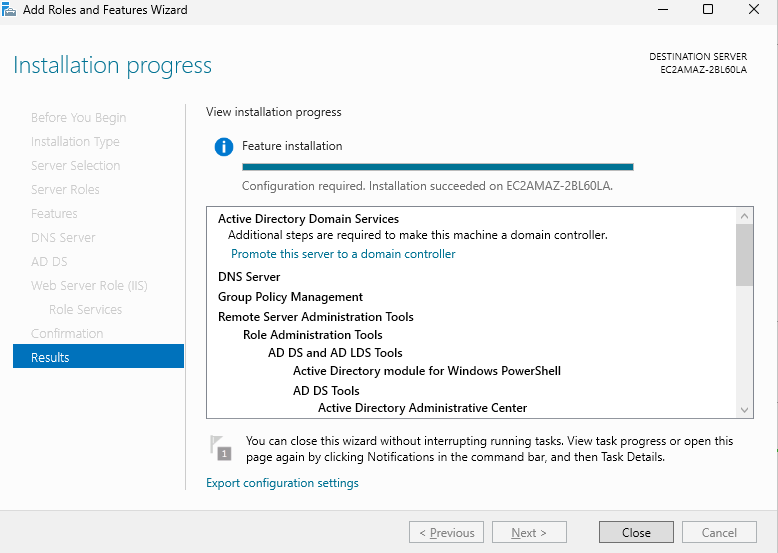 Add Roles and Features Wizard
Installation progress
DESTINATION SERVER
EC2AMAZ-2BL60LA
Before You Begin
Installation Type
Server Selection
Server Roles
Features
DNS Server
AD DS
Web Server Role (IIS)
Role Services
Confirmation
Results
View installation progress
Feature installation
Configuration required. Installation succeeded on EC2AMAZ-2BL60LA.
Active Directory Domain Services
Additional steps are required to make this machine a domain controller.
Promote this server to a domain controller
DNS Server
Group Policy Management
Remote Server Administration Tools
Role Administration Tools
AD DS and AD LDS Tools
Active Directory module for Windows PowerShell
AD DS Tools
Active Directory Administrative Center
1
You can close this wizard without interrupting running tasks. View task progress or open this
page again by clicking Notifications in the command bar, and then Task Details.
Export configuration settings
< Previous
Next >
Close
Cancel